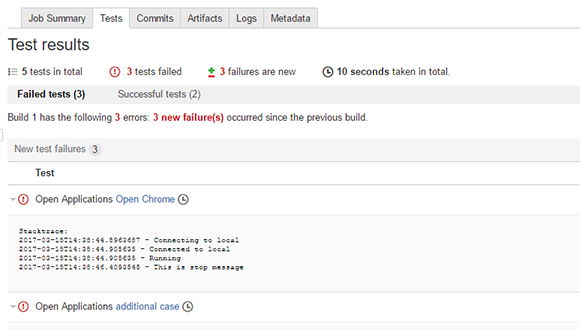 Job Summary Tests Commits Artifacts Logs Metadata
Test results
5 tests in total 3 tests failed 3 failures are new 10 seconds taken in total.
Failed tests (3) Successful tests (2)
Build 1 has the following 3 errors: 3 new failure(s) occurred since the previous build.
New test failures 3
Test
Open Applications Open Chrome
Stacktrace:
2017-03-15T14:38:44.8963687 - Connecting to local
2017-03-15T14:38:44.905635 - Connected to local
2017-03-15T14:38:44.905635 - Running
2017-03-15T14:38:46.4093545 - This is stop message
Open Applications additional case